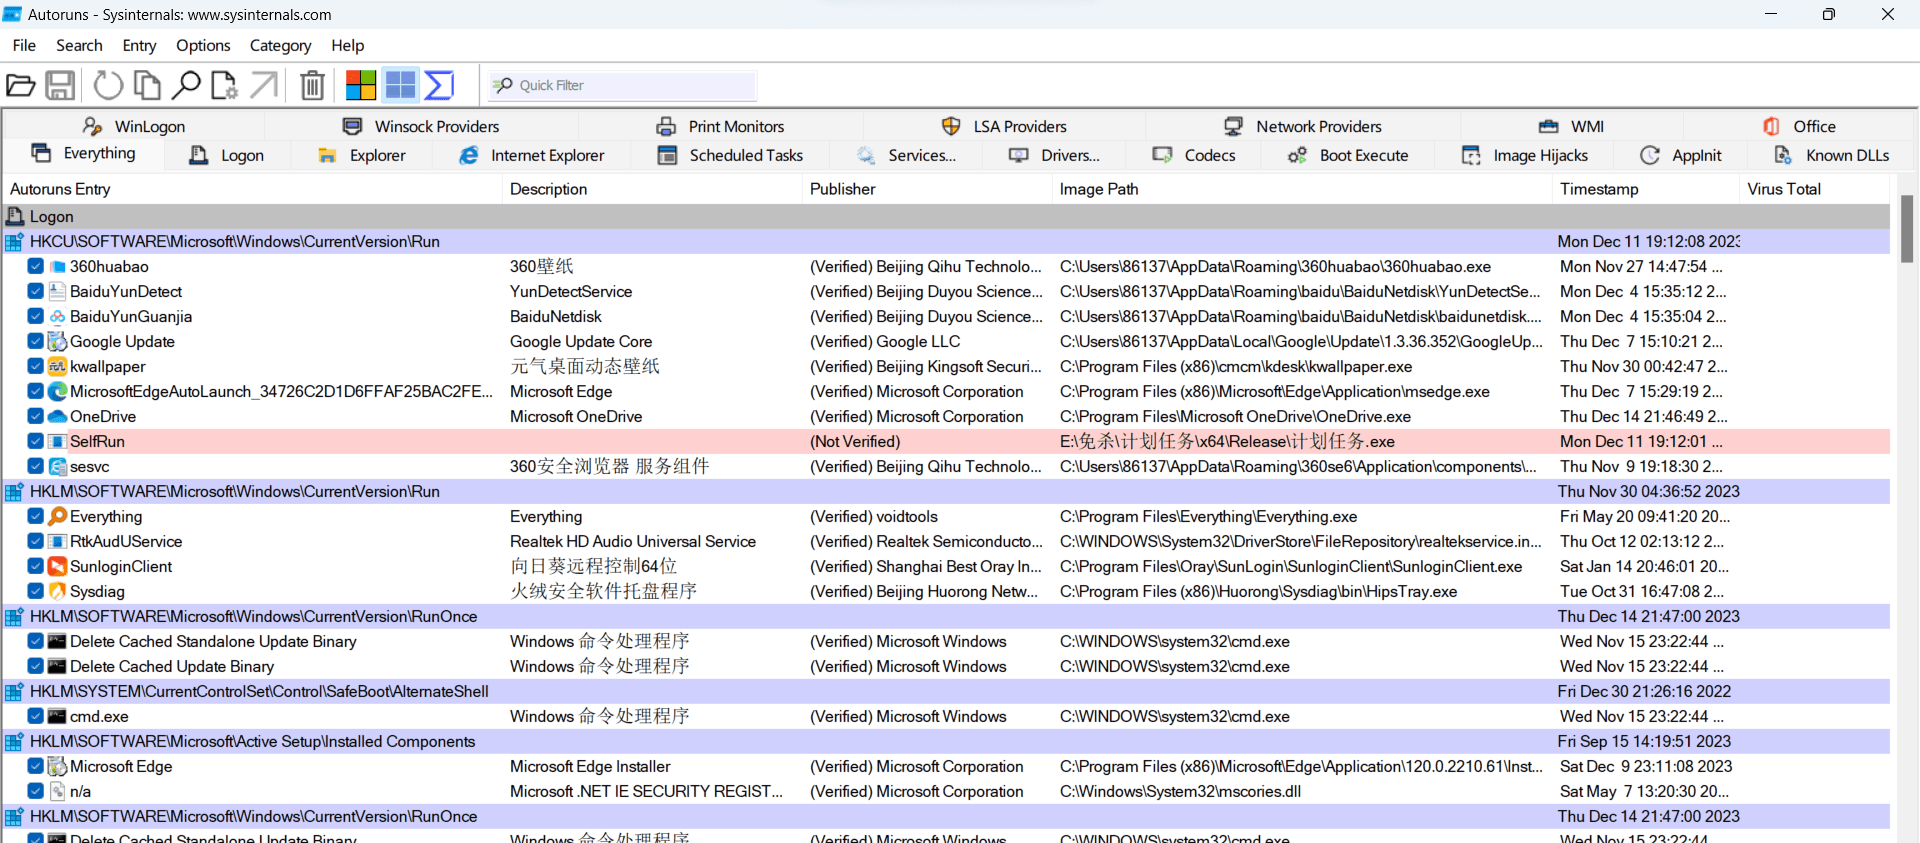 Autoruns - Sysinternals: www.sysinternals.com
File Search Entry Options Category Help
Quick Filter
WinLogon Winsock Providers Print Monitors LSA Providers Network Providers WMI Office
Everything Logon Explorer Internet Explorer Scheduled Tasks Services... Drivers... Codecs Boot Execute Image Hijacks AppInit Known DLLs
Autoruns Entry Description Publisher Image Path Timestamp Virus Total
Logon
HKCU\SOFTWARE\Microsoft\Windows\CurrentVersion\Run Mon Dec 11 19:12:08 2023
360huabao 360壁纸 (Verified) Beijing Qihu Technolo... C:\Users\86137\AppData\Roaming\360huabao\360huabao.exe Mon Nov 27 14:47:54 ...
BaiduYunDetect YunDetectService (Verified) Beijing Duyou Science... C:\Users\86137\AppData\Roaming\baidu\BaiduNetdisk\YunDetectSe... Mon Dec 4 15:35:12 2...
BaiduYunGuanjia BaiduNetdisk (Verified) Beijing Duyou Science... C:\Users\86137\AppData\Roaming\baidu\BaiduNetdisk\baidunetdisk.... Mon Dec 4 15:35:04 2...
Google Update Google Update Core (Verified) Google LLC C:\Users\86137\AppData\Local\Google\Update\1.3.36.352\GoogleUp... Thu Dec 7 15:10:21 2...
kwallpaper 元气桌面动态壁纸 (Verified) Beijing Kingsoft Securi... C:\Program Files (x86)\cmcm\kdesk\kwallpaper.exe Thu Nov 30 00:42:47 2...
MicrosoftEdgeAutoLaunch_34726C2D1D6FFAF25BAC2FE... Microsoft Edge (Verified) Microsoft Corporation C:\Program Files (x86)\Microsoft\Edge\Application\msedge.exe Thu Dec 7 15:29:19 2...
OneDrive Microsoft OneDrive (Verified) Microsoft Corporation C:\Program Files\Microsoft OneDrive\OneDrive.exe Thu Dec 14 21:46:49 2...
SelfRun (Not Verified) E:\免杀\计划任务\x64\Release\计划任务.exe Mon Dec 11 19:12:01 ...
sesvc 360安全浏览器 服务组件 (Verified) Beijing Qihu Technolo... C:\Users\86137\AppData\Roaming\360se6\Application\components\... Thu Nov 9 19:18:30 2...
HKLM\SOFTWARE\Microsoft\Windows\CurrentVersion\Run Thu Nov 30 04:36:52 2023
Everything Everything (Verified) voidtools C:\Program Files\Everything\Everything.exe Fri May 20 09:41:20 20...
RtkAudUService Realtek HD Audio Universal Service (Verified) Realtek Semiconducto... C:\WINDOWS\System32\DriverStore\FileRepository\realtekservice.in... Thu Oct 12 02:13:12 2...
SunloginClient 向日葵远程控制64位 (Verified) Shanghai Best Oray In... C:\Program Files\Oray\SunLogin\SunloginClient\SunloginClient.exe Sat Jan 14 20:46:01 20...
Sysdiag 火绒安全软件托盘程序 (Verified) Beijing Huorong Netw... C:\Program Files (x86)\Huorong\Sysdiag\bin\HipsTray.exe Tue Oct 31 16:47:08 2...
HKLM\SOFTWARE\Microsoft\Windows\CurrentVersion\RunOnce Thu Dec 14 21:47:00 2023
Delete Cached Standalone Update Binary Windows 命令处理程序 (Verified) Microsoft Windows C:\WINDOWS\system32\cmd.exe Wed Nov 15 23:22:44 ...
Delete Cached Update Binary Windows 命令处理程序 (Verified) Microsoft Windows C:\WINDOWS\system32\cmd.exe Wed Nov 15 23:22:44 ...
HKLM\SYSTEM\CurrentControlSet\Control\SafeBoot\AlternateShell Fri Dec 30 21:26:16 2022
cmd.exe Windows 命令处理程序 (Verified) Microsoft Windows C:\WINDOWS\system32\cmd.exe Wed Nov 15 23:22:44 ...
HKLM\SOFTWARE\Microsoft\Active Setup\Installed Components Fri Sep 15 14:19:51 2023
Microsoft Edge Microsoft Edge Installer (Verified) Microsoft Corporation C:\Program Files (x86)\Microsoft\Edge\Application\120.0.2210.61\Inst... Sat Dec 9 23:11:08 2023
n/a Microsoft .NET IE SECURITY REGIST... (Verified) Microsoft Corporation C:\Windows\System32\mscories.dll Sat May 7 13:20:30 20...
HKLM\SOFTWARE\Microsoft\Windows\CurrentVersion\RunOnce Thu Dec 14 21:47:00 2023
Delete Cached Standalone Update Binary Windows 命令处理程序 (Verified) Microsoft Windows C:\WINDOWS\system32\cmd.exe Wed Nov 15 23:22:44